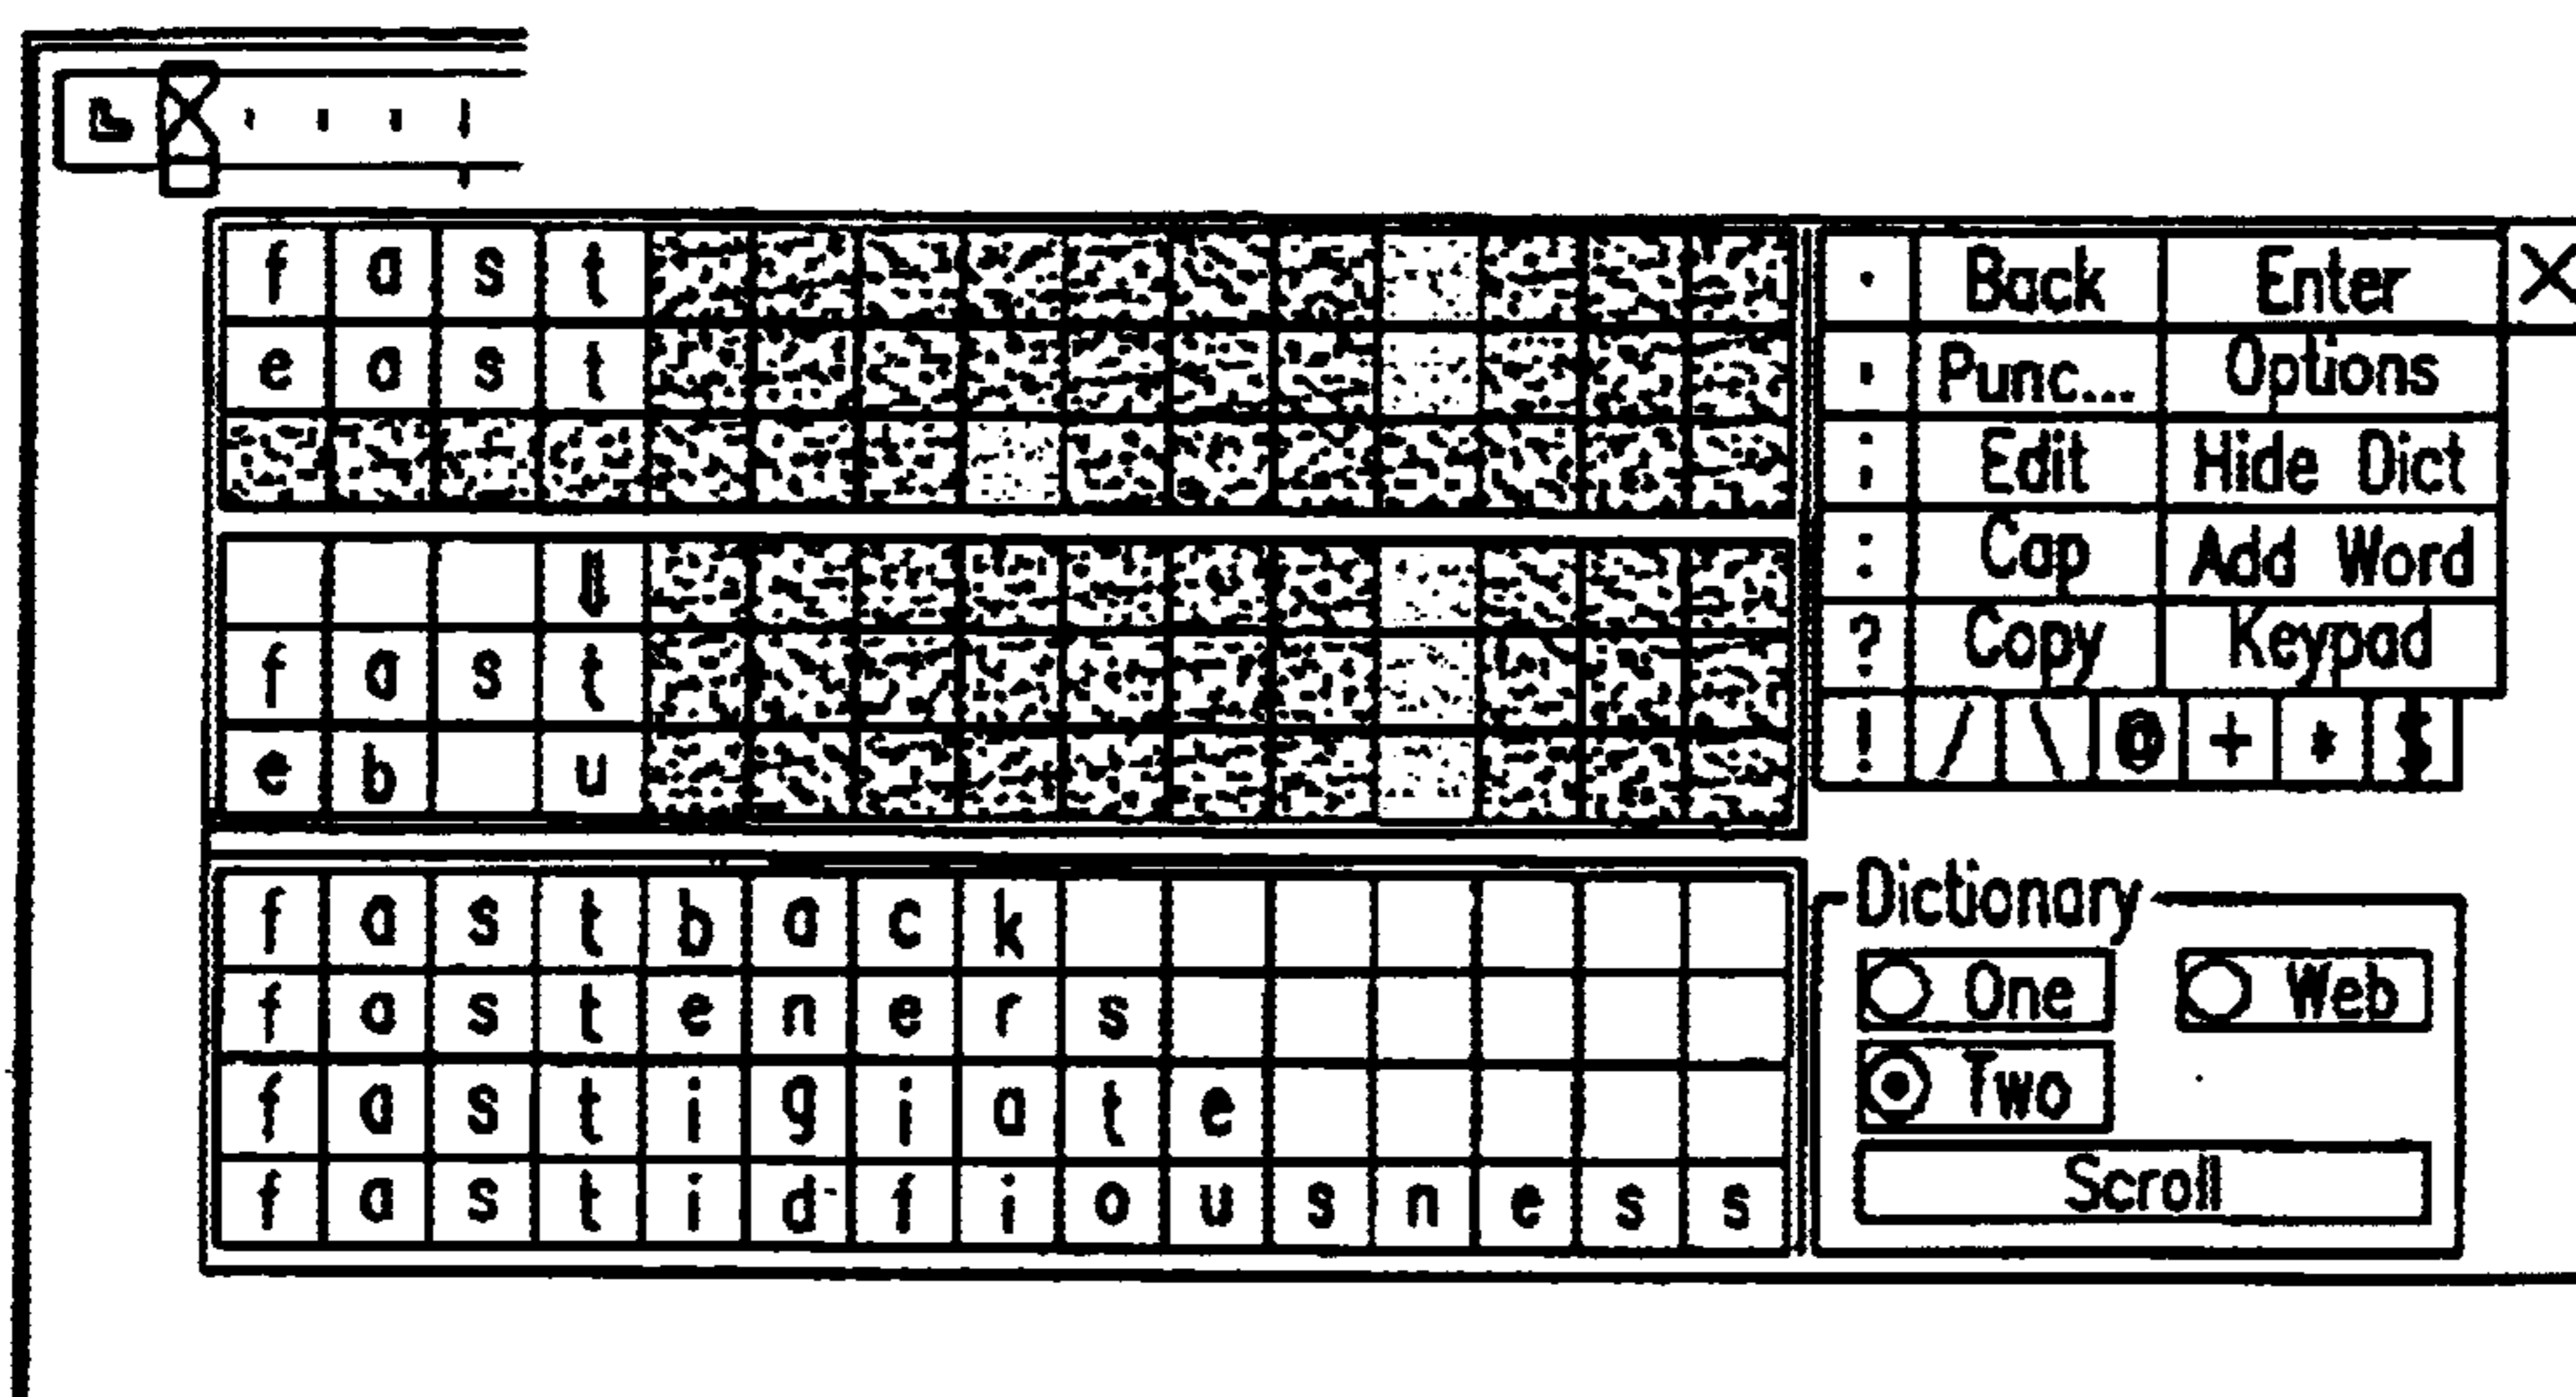 f a s t
e a s t
f a s t
e b u
f a s t b a c k
f a s t e n e r s
f a s t i g i a t e
f a s t i d f i o u s n e s s
. Back Enter X
Punc... Options
; Edit Hide Dict
: Cap Add Word
? Copy Keypad
! / \ @ + * $
Dictionary
One Web
Two
Scroll